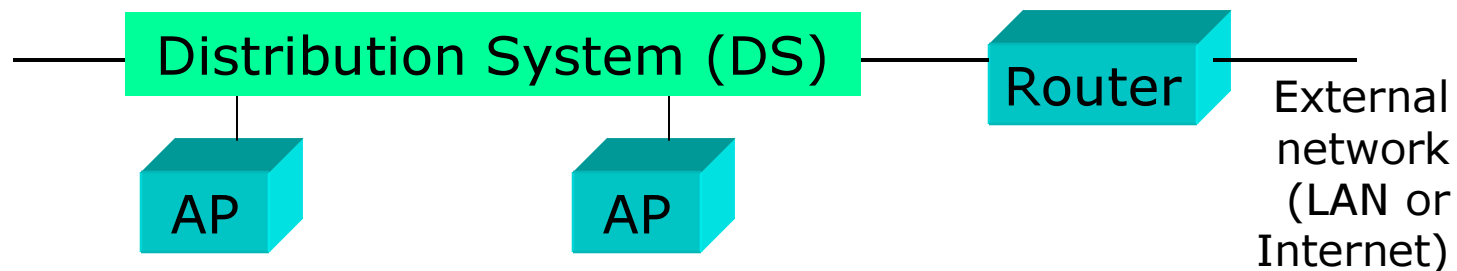 Distribution System (DS)
Router
External
network
(LAN or
Internet)
AP
AP